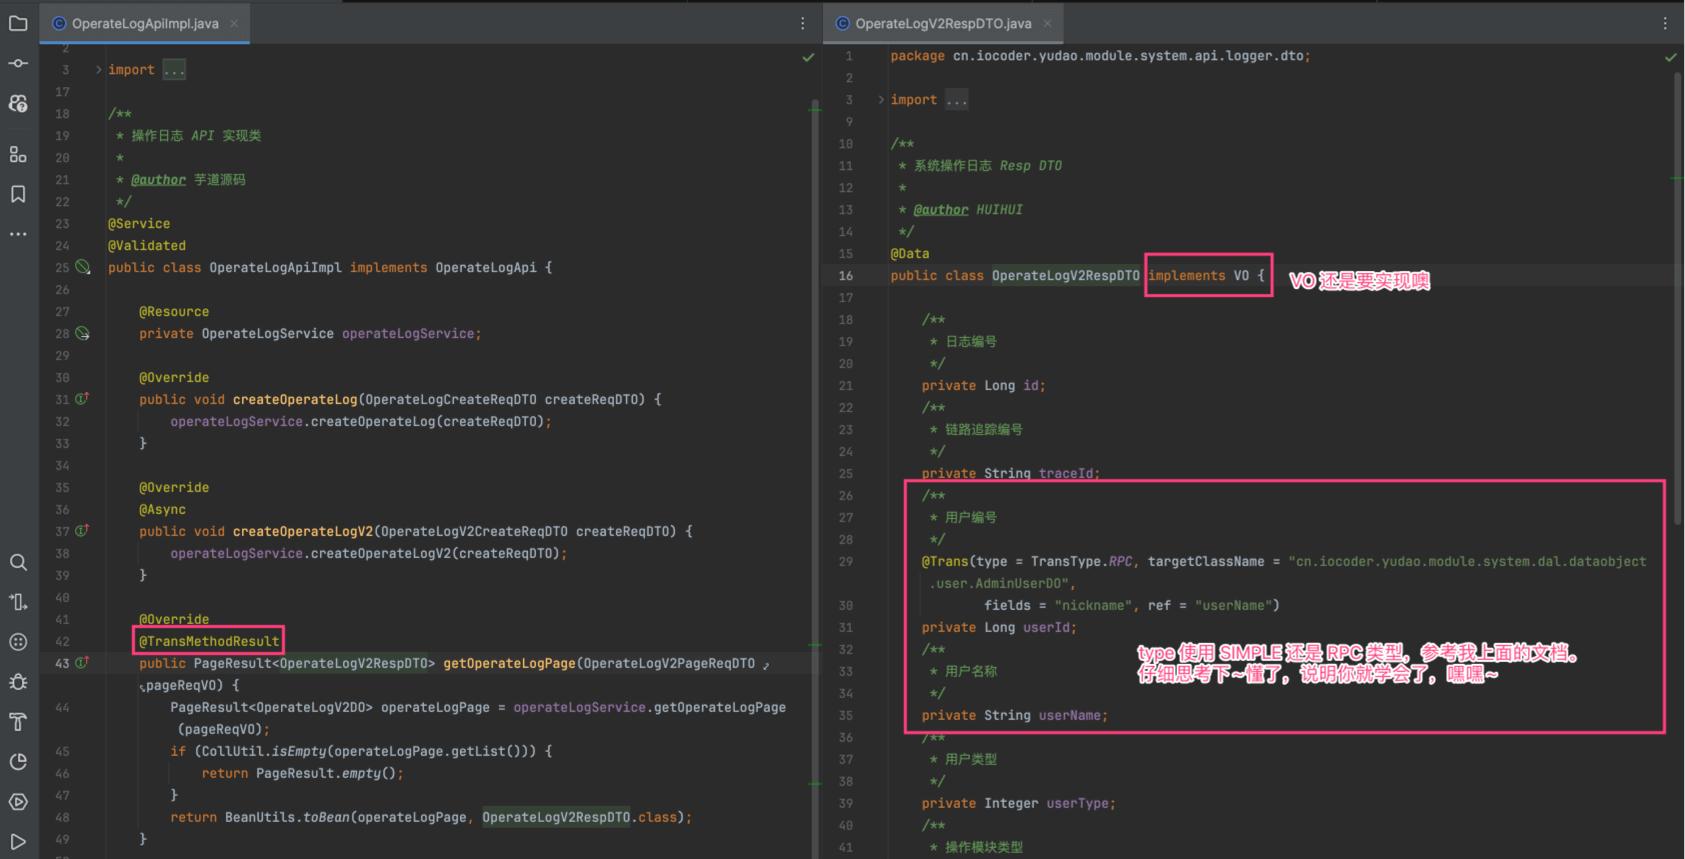 OperateLogApiImpl.java
2
3 import ...
17
18 /**
19 * 操作日志 API 实现类
20 *
21 * @author 芋道源码
22 */
23 @Service
24 @Validated
25 public class OperateLogApiImpl implements OperateLogApi {
26
27 @Resource
28 private OperateLogService operateLogService;
29
30 @Override
31 public void createOperateLog(OperateLogCreateReqDTO createReqDTO) {
32 operateLogService.createOperateLog(createReqDTO);
33 }
34
35 @Override
36 @Async
37 public void createOperateLogV2(OperateLogV2CreateReqDTO createReqDTO) {
38 operateLogService.createOperateLogV2(createReqDTO);
39 }
40
41 @Override
42 @TransMethodResult
43 public PageResult<OperateLogV2RespDTO> getOperateLogPage(OperateLogV2PageReqDTO
pageReqVO) {
44 PageResult<OperateLogV2DO> operateLogPage = operateLogService.getOperateLogPage
(pageReqVO);
45 if (CollUtil.isEmpty(operateLogPage.getList())) {
46 return PageResult.empty();
47 }
48 return BeanUtils.toBean(operateLogPage, OperateLogV2RespDTO.class);
49 }
OperateLogV2RespDTO.java
1 package cn.iocoder.yudao.module.system.api.logger.dto;
2
3 import ...
9
10 /**
11 * 系统操作日志 Resp DTO
12 *
13 * @author HUIHUI
14 */
15 @Data
16 public class OperateLogV2RespDTO implements VO {
VO 还是要实现噢
17
18 /**
19 * 日志编号
20 */
21 private Long id;
22 /**
23 * 链路追踪编号
24 */
25 private String traceId;
26 /**
27 * 用户编号
28 */
29 @Trans(type = TransType.RPC, targetClassName = "cn.iocoder.yudao.module.system.dal.dataobject
.user.AdminUserDO",
30 fields = "nickname", ref = "userName")
31 private Long userId;
32 /**
33 * 用户名称
34 */
35 private String userName;
type 使用 SIMPLE 还是 RPC 类型，参考我上面的文档。
仔细思考下~懂了，说明你就学会了，嘿嘿~
36 /**
37 * 用户类型
38 */
39 private Integer userType;
40 /**
41 * 操作模块类型